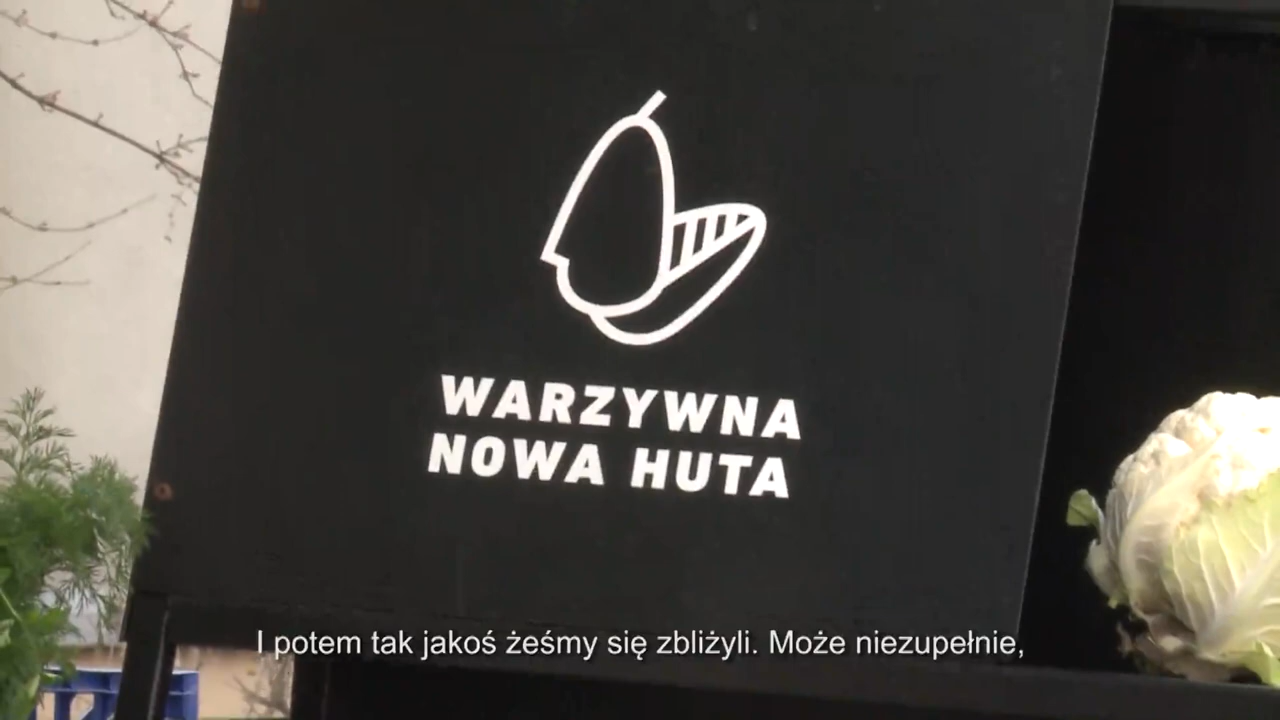 WARZYWNA
NOWA HUTA
I potem tak jakoś żeśmy się zbliżyli. Może niezupełnie,